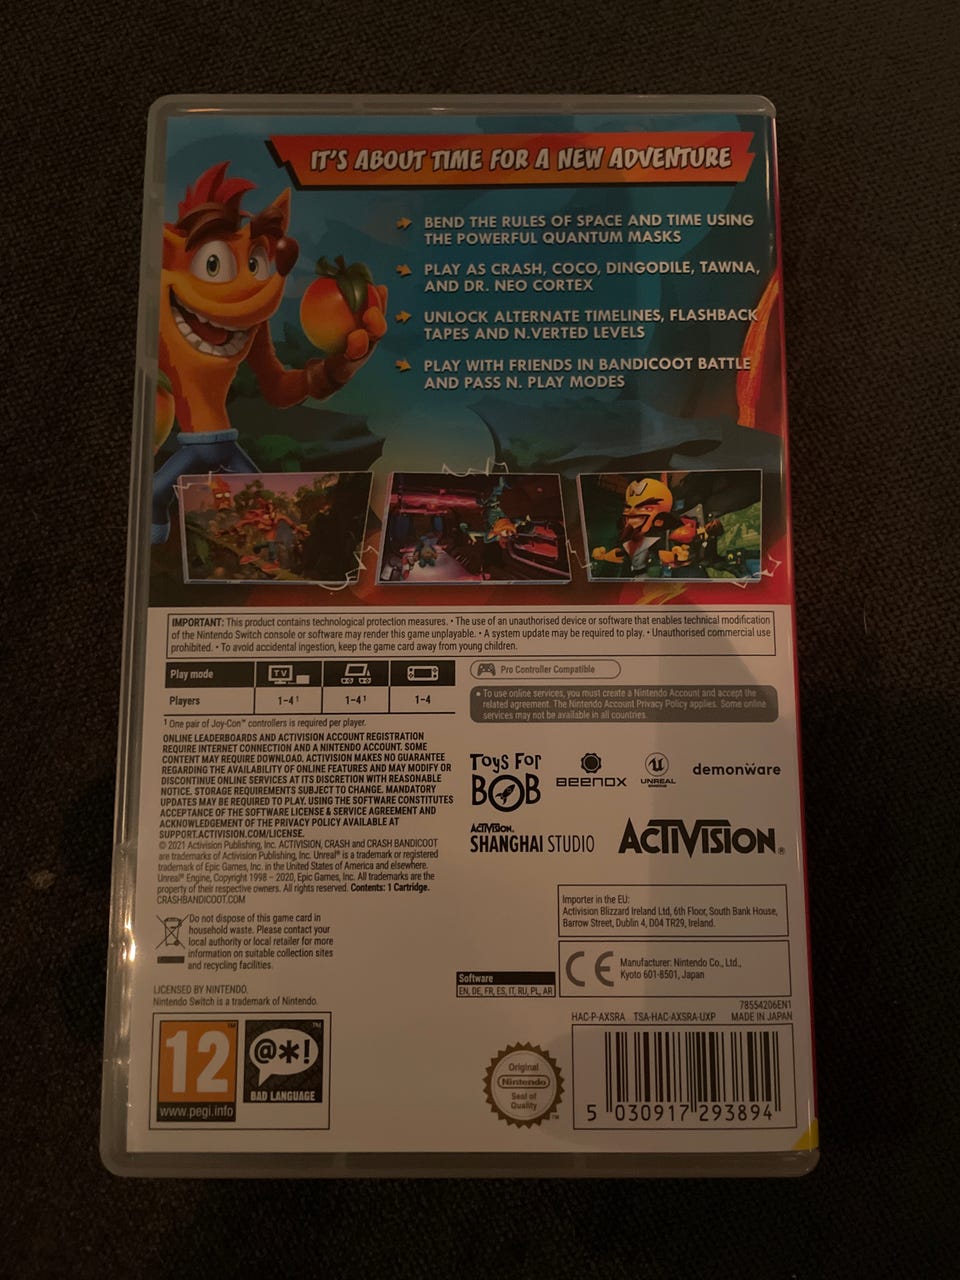 IT'S ABOUT TIME FOR A NEW ADVENTURE
BEND THE RULES OF SPACE AND TIME USING
THE POWERFUL QUANTUM MASKS
PLAY AS CRASH, COCO, DINGODILE, TAWNA,
AND DR. NEO CORTEX
UNLOCK ALTERNATE TIMELINES, FLASHBACK
TAPES AND N.VERTED LEVELS
PLAY WITH FRIENDS IN BANDICOOT BATTLE
AND PASS N. PLAY MODES
IMPORTANT: This product contains technological protection measures. • The use of an unauthorised device or software that enables technical modification
of the Nintendo Switch console or software may render this game unplayable. • A system update may be required to play. • Unauthorised commercial use
prohibited. • To avoid accidental ingestion, keep the game card away from young children.
Play mode
TV
Players
1-4¹
1-4¹
1-4
¹ One pair of Joy-Con™ controllers is required per player.
Pro Controller Compatible
• To use online services, you must create a Nintendo Account and accept the
related agreement. The Nintendo Account Privacy Policy applies. Some online
services may not be available in all countries.
ONLINE LEADERBOARDS AND ACTIVISION ACCOUNT REGISTRATION
REQUIRE INTERNET CONNECTION AND A NINTENDO ACCOUNT. SOME
CONTENT MAY REQUIRE DOWNLOAD. ACTIVISION MAKES NO GUARANTEE
REGARDING THE AVAILABILITY OF ONLINE FEATURES AND MAY MODIFY OR
DISCONTINUE ONLINE SERVICES AT ITS DISCRETION WITH REASONABLE
NOTICE. STORAGE REQUIREMENTS SUBJECT TO CHANGE. MANDATORY
UPDATES MAY BE REQUIRED TO PLAY. USING THE SOFTWARE CONSTITUTES
ACCEPTANCE OF THE SOFTWARE LICENSE & SERVICE AGREEMENT AND
ACKNOWLEDGEMENT OF THE PRIVACY POLICY AVAILABLE AT
SUPPORT.ACTIVISION.COM/LICENSE.
© 2021 Activision Publishing, Inc. ACTIVISION, CRASH and CRASH BANDICOOT
are trademarks of Activision Publishing, Inc. Unreal® is a trademark or registered
trademark of Epic Games, Inc. in the United States of America and elsewhere.
Unreal® Engine, Copyright 1998 – 2020, Epic Games, Inc. All trademarks are the
property of their respective owners. All rights reserved. Contents: 1 Cartridge.
CRASHBANDICOOT.COM
TOYS FOR
BOB
BEENOX
UNREAL
ENGINE
demonware
ACTIVISION.
SHANGHAI STUDIO
ACTIVISION®
Importer in the EU:
Activision Blizzard Ireland Ltd, 6th Floor, South Bank House,
Barrow Street, Dublin 4, D04 TR29, Ireland.
Do not dispose of this game card in
household waste. Please contact your
local authority or local retailer for more
information on suitable collection sites
and recycling facilities.
CE
Manufacturer: Nintendo Co., Ltd.,
Kyoto 601-8501, Japan
Software
EN, DE, FR, ES, IT, RU, PL, AR
LICENSED BY NINTENDO.
Nintendo Switch is a trademark of Nintendo.
78554206EN1
HAC-P-AXSRA TSA-HAC-AXSRA-UXP MADE IN JAPAN
12™
www.pegi.info
@*!™
BAD LANGUAGE
Original
Nintendo
Seal of
Quality™
5 030917 293894